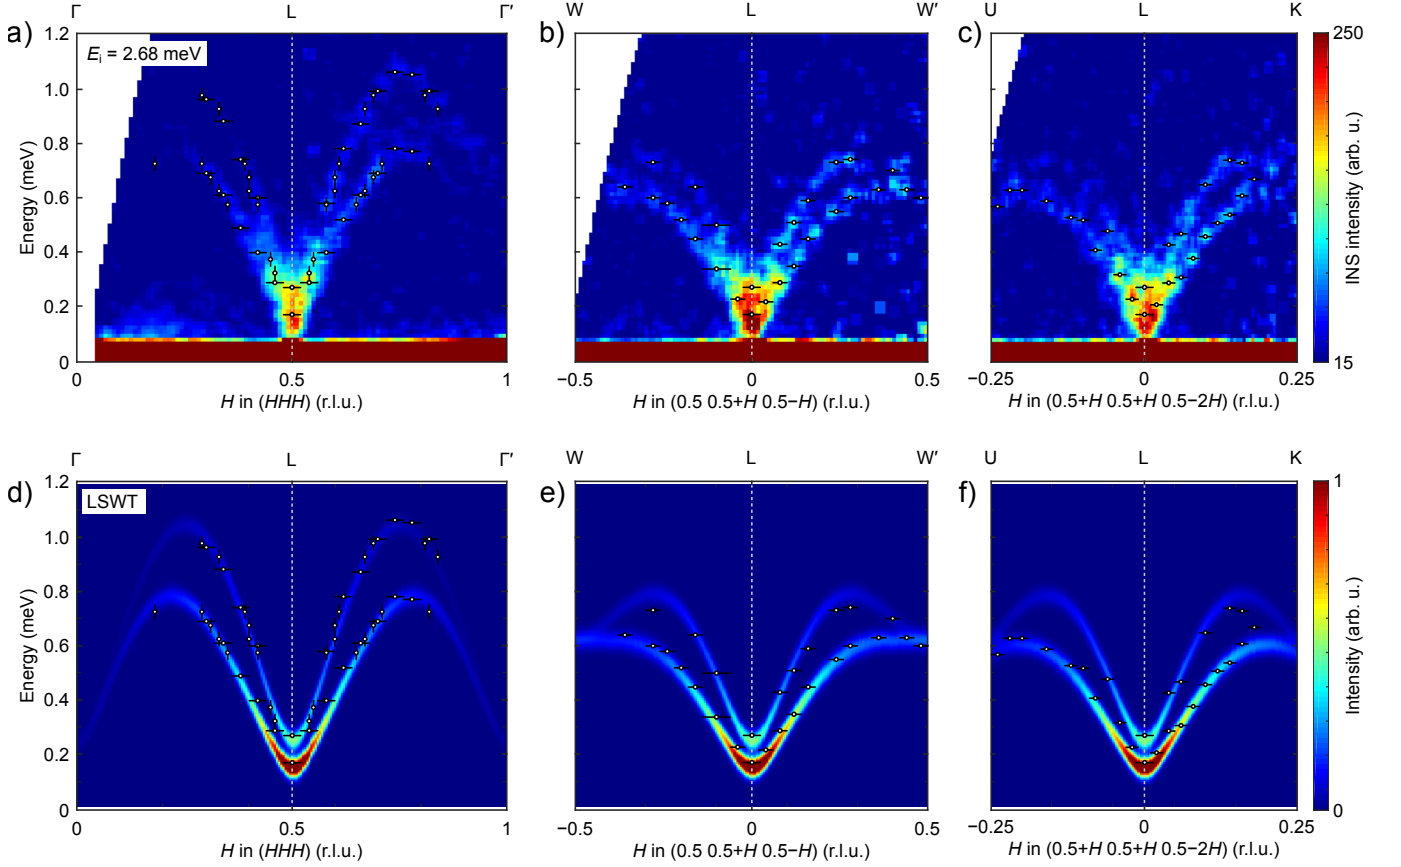 a)
Γ L Γ′
Eᵢ = 2.68 meV
Energy (meV)
1.2
1.0
0.8
0.6
0.4
0.2
0
0 0.5 1
H in (HHH) (r.l.u.)
b)
W L W′
−0.5 0 0.5
H in (0.5 0.5+H 0.5−H) (r.l.u.)
c)
U L K
−0.25 0 0.25
H in (0.5+H 0.5+H 0.5−2H) (r.l.u.)
250
INS intensity (arb. u.)
15
d)
Γ L Γ′
LSWT
Energy (meV)
1.2
1.0
0.8
0.6
0.4
0.2
0
0 0.5 1
H in (HHH) (r.l.u.)
e)
W L W′
−0.5 0 0.5
H in (0.5 0.5+H 0.5−H) (r.l.u.)
f)
U L K
−0.25 0 0.25
H in (0.5+H 0.5+H 0.5−2H) (r.l.u.)
1
Intensity (arb. u.)
0